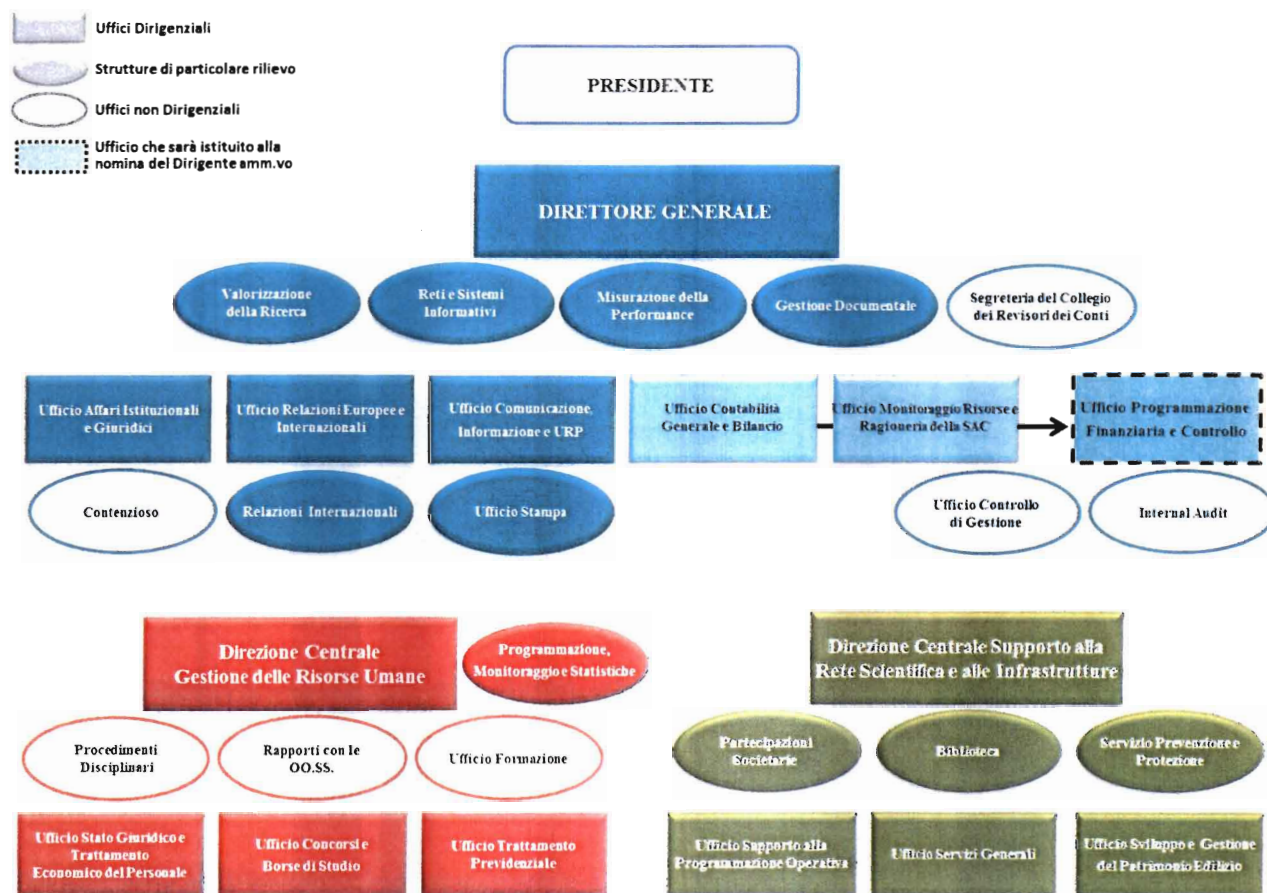 Uffici Dirigenziali
Strutture di particolare rilievo
Uffici non Dirigenziali
Ufficio che sarà istituito alla
nomina del Dirigente amm.vo
PRESIDENTE
DIRETTORE GENERALE
Valorizzazione
della Ricerca
Reti e Sistemi
Informativi
Misurazione della
Performance
Gestione Documentale
Segreteria del Collegio
dei Revisori dei Conti
Ufficio Affari Istituzionali
e Giuridici
Ufficio Relazioni Europee e
Internazionali
Ufficio Comunicazione,
Informazione e URP
Ufficio Contabilità
Generale e Bilancio
Ufficio Monitoraggio Risorse e
Ragioneria della SAC
Ufficio Programmazione
Finanziaria e Controllo
Contenzioso
Relazioni Internazionali
Ufficio Stampa
Ufficio Controllo
di Gestione
Internal Audit
Direzione Centrale
Gestione delle Risorse Umane
Programmazione,
Monitoraggio e Statistiche
Procedimenti
Disciplinari
Rapporti con le
OO.SS.
Ufficio Formazione
Ufficio Stato Giuridico e
Trattamento
Economico del Personale
Ufficio Concorsi e
Borse di Studio
Ufficio Trattamento
Previdenziale
Direzione Centrale Supporto alla
Rete Scientifica e alle Infrastrutture
Partecipazioni
Societarie
Biblioteca
Servizio Prevenzione e
Protezione
Ufficio Supporto alla
Programmazione Operativa
Ufficio Servizi Generali
Ufficio Sviluppo e Gestione
del Patrimonio Edilizio